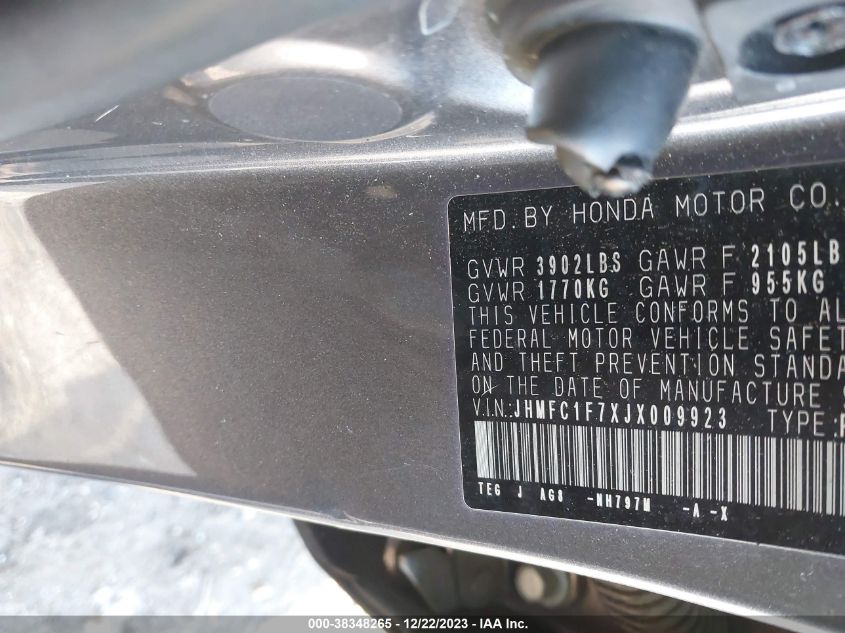 MFD. BY HONDA MOTOR CO.
GVWR 3902LBS GAWR F 2105LB
GVWR 1770KG GAWR F 955KG
THIS VEHICLE CONFORMS TO AL
FEDERAL MOTOR VEHICLE SAFET
AND THEFT PREVENTION STANDA
ON THE DATE OF MANUFACTURE
V.I.N.:JHMFC1F7XJX009923 TYPE:P
TEG J AG8 -NH797M -A -X
000-38348265 - 12/22/2023 - IAA Inc.